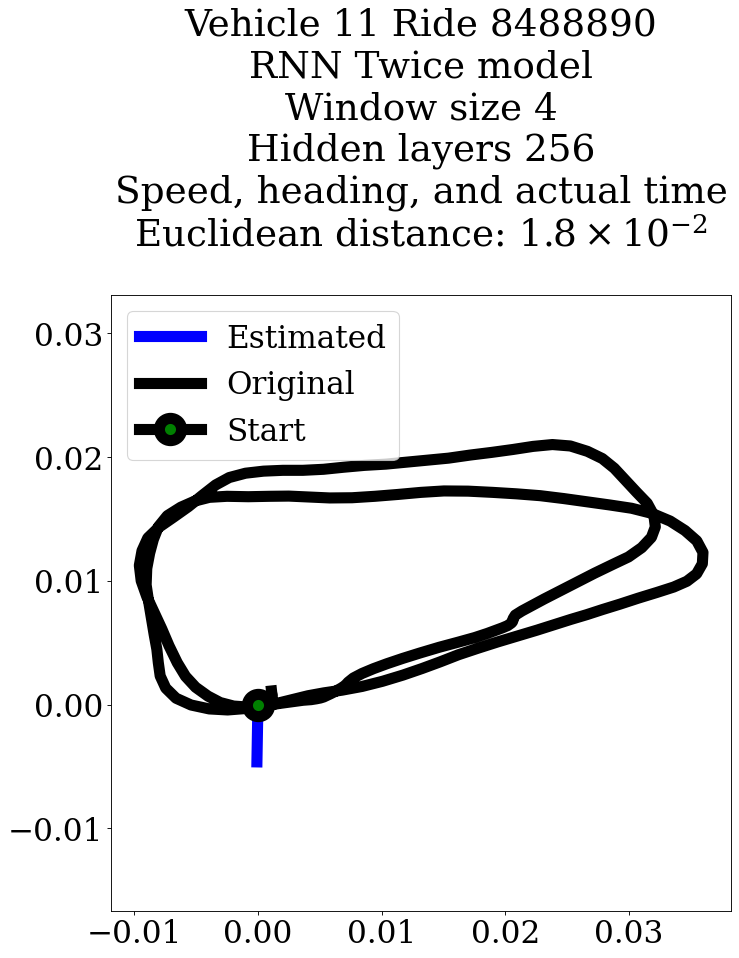 Vehicle 11 Ride 8488890
RNN Twice model
Window size 4
Hidden layers 256
Speed, heading, and actual time
Euclidean distance: 1.8 × 10⁻²
Estimated
Original
Start
0.03
0.02
0.01
0.00
−0.01
−0.01
0.00
0.01
0.02
0.03